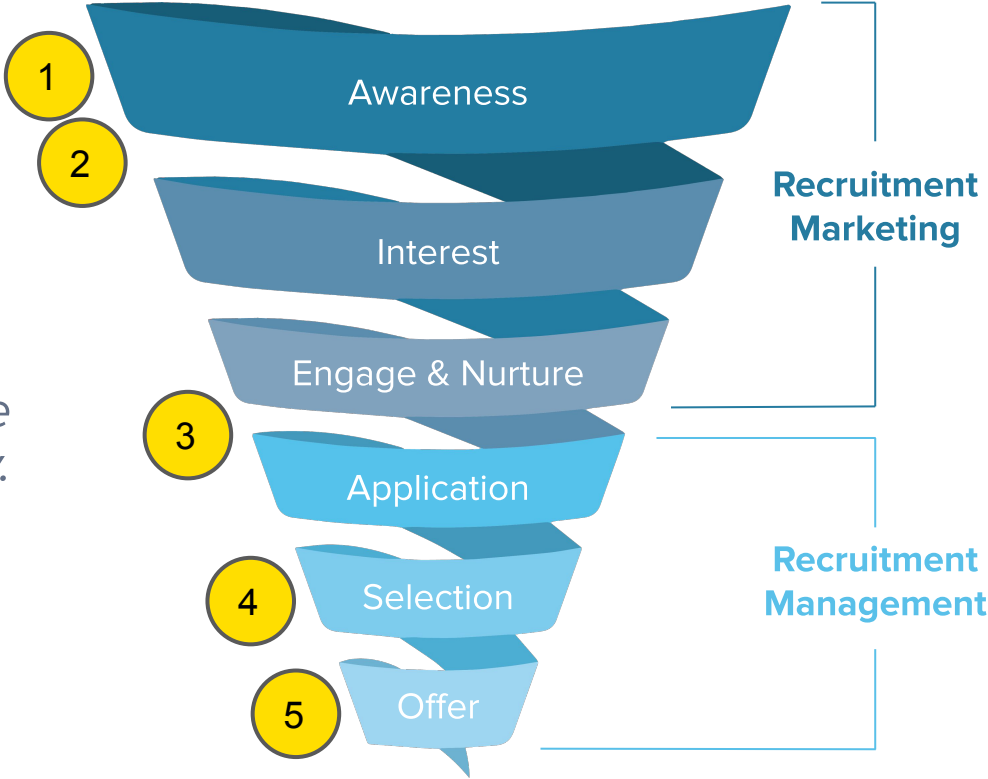 1
Awareness
2
Recruitment
Marketing
Interest
Engage & Nurture
3
Application
Recruitment
Management
4
Selection
5
Offer